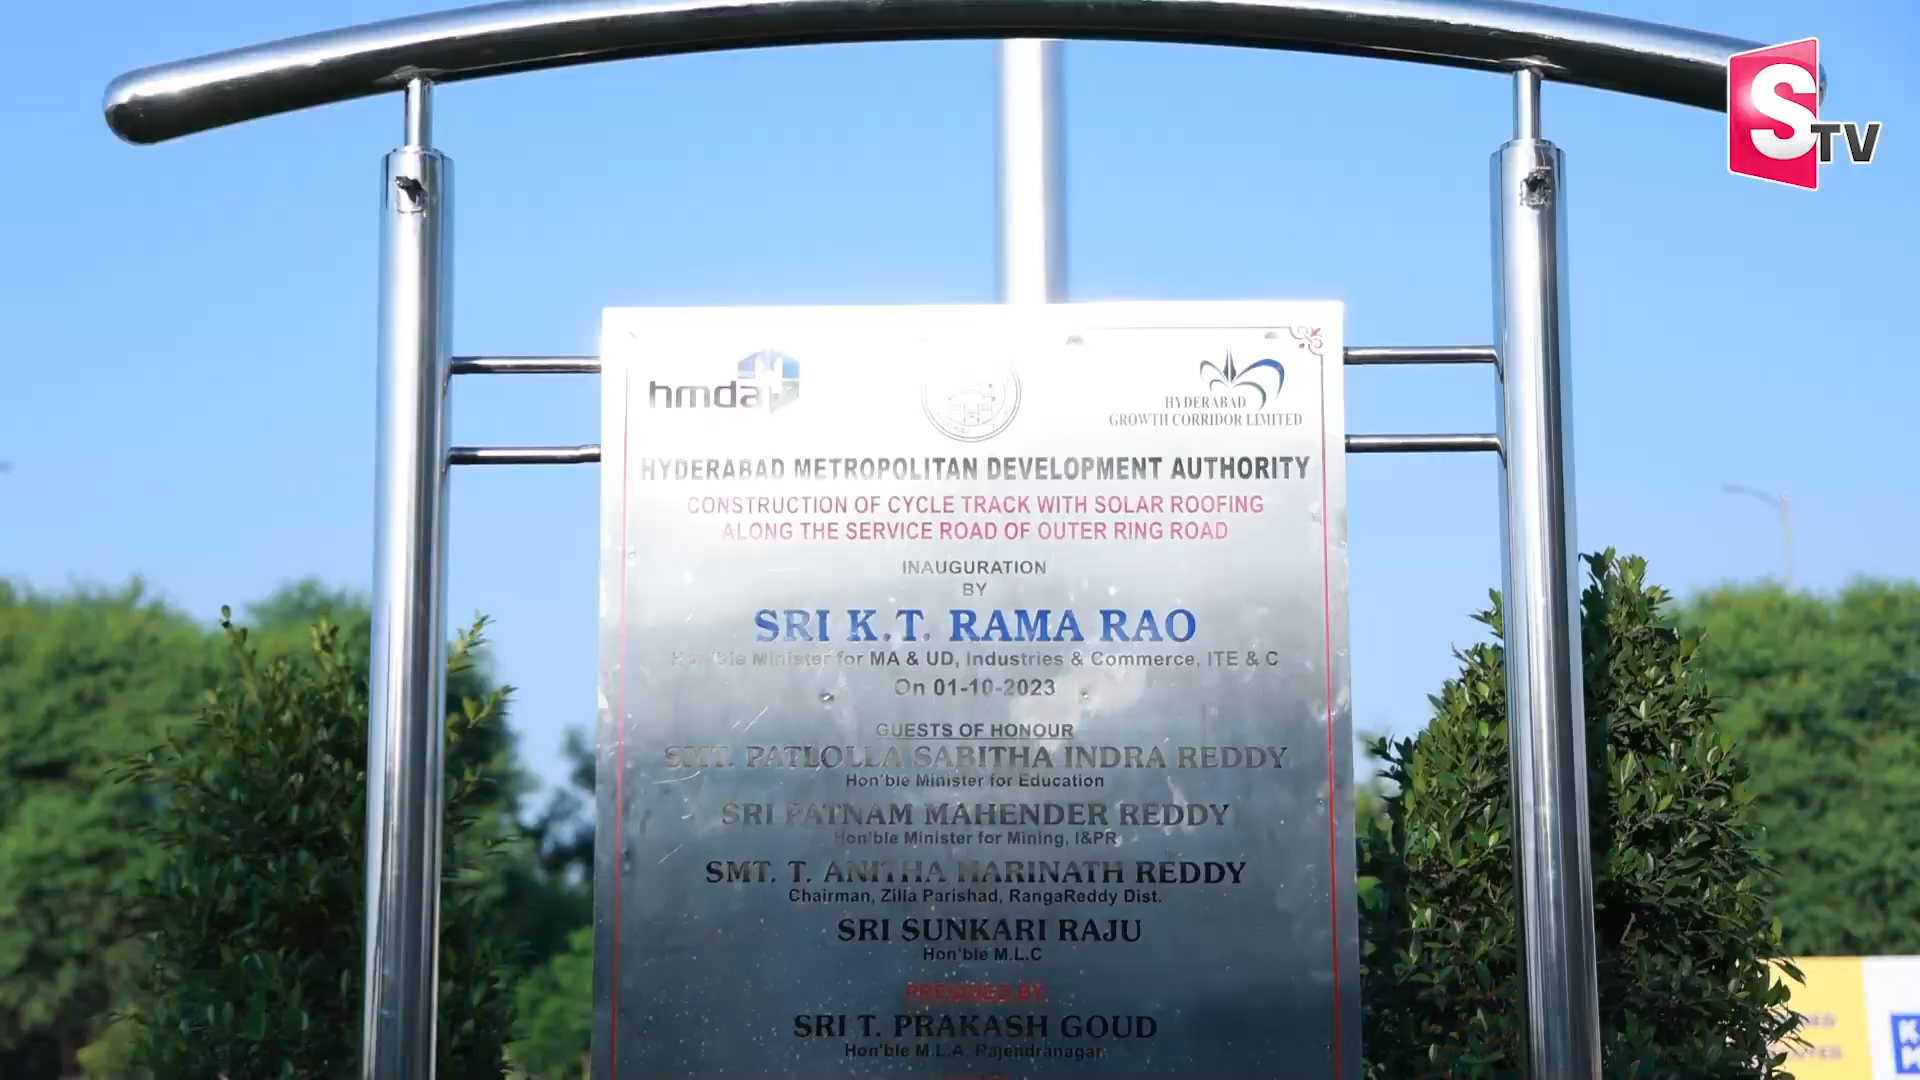 STV
hmda
HYDERABAD
GROWTH CORRIDOR LIMITED
HYDERABAD METROPOLITAN DEVELOPMENT AUTHORITY
CONSTRUCTION OF CYCLE TRACK WITH SOLAR ROOFING
ALONG THE SERVICE ROAD OF OUTER RING ROAD
INAUGURATION
BY
SRI K.T. RAMA RAO
Hon'ble Minister for MA & UD, Industries & Commerce, ITE & C
On 01-10-2023
GUESTS OF HONOUR
SMT. PATLOLLA SABITHA INDRA REDDY
Hon'ble Minister for Education
SRI PATNAM MAHENDER REDDY
Hon'ble Minister for Mining, I&PR
SMT. T. ANITHA HARINATH REDDY
Chairman, Zilla Parishad, RangaReddy Dist.
SRI SUNKARI RAJU
Hon'ble M.L.C
PRESIDED BY
SRI T. PRAKASH GOUD
Hon'ble M.L.A, Rajendranagar